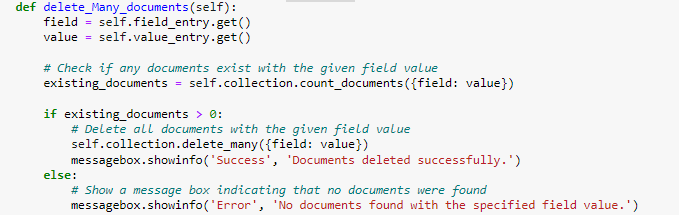 def delete_Many_documents(self):
    field = self.field_entry.get()
    value = self.value_entry.get()

    # Check if any documents exist with the given field value
    existing_documents = self.collection.count_documents({field: value})

    if existing_documents > 0:
        # Delete all documents with the given field value
        self.collection.delete_many({field: value})
        messagebox.showinfo('Success', 'Documents deleted successfully.')
    else:
        # Show a message box indicating that no documents were found
        messagebox.showinfo('Error', 'No documents found with the specified field value.')